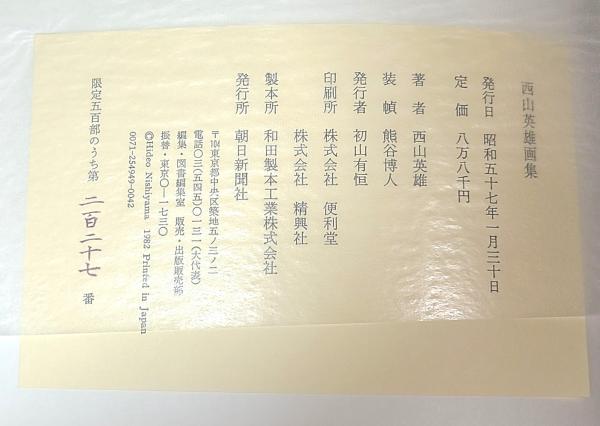 西山英雄画集
発行日 昭和五十七年一月三十日
定価 八万八千円
著者 西山英雄
装幀 熊谷博人
発行者 初山有恒
印刷所 株式会社 便利堂
株式会社 精興社
製本所 和田製本工業株式会社
発行所 朝日新聞社
〒104東京都中央区築地五ノ三ノ二
電話〇三(五四五)〇一三一(大代表)
編集・図書編集室 販売・出版販売部
振替・東京〇―一七三〇
©Hideo Nishiyama 1982 Printed in Japan
0071-254949-0042
限定五百部のうち第 二百二十七 番